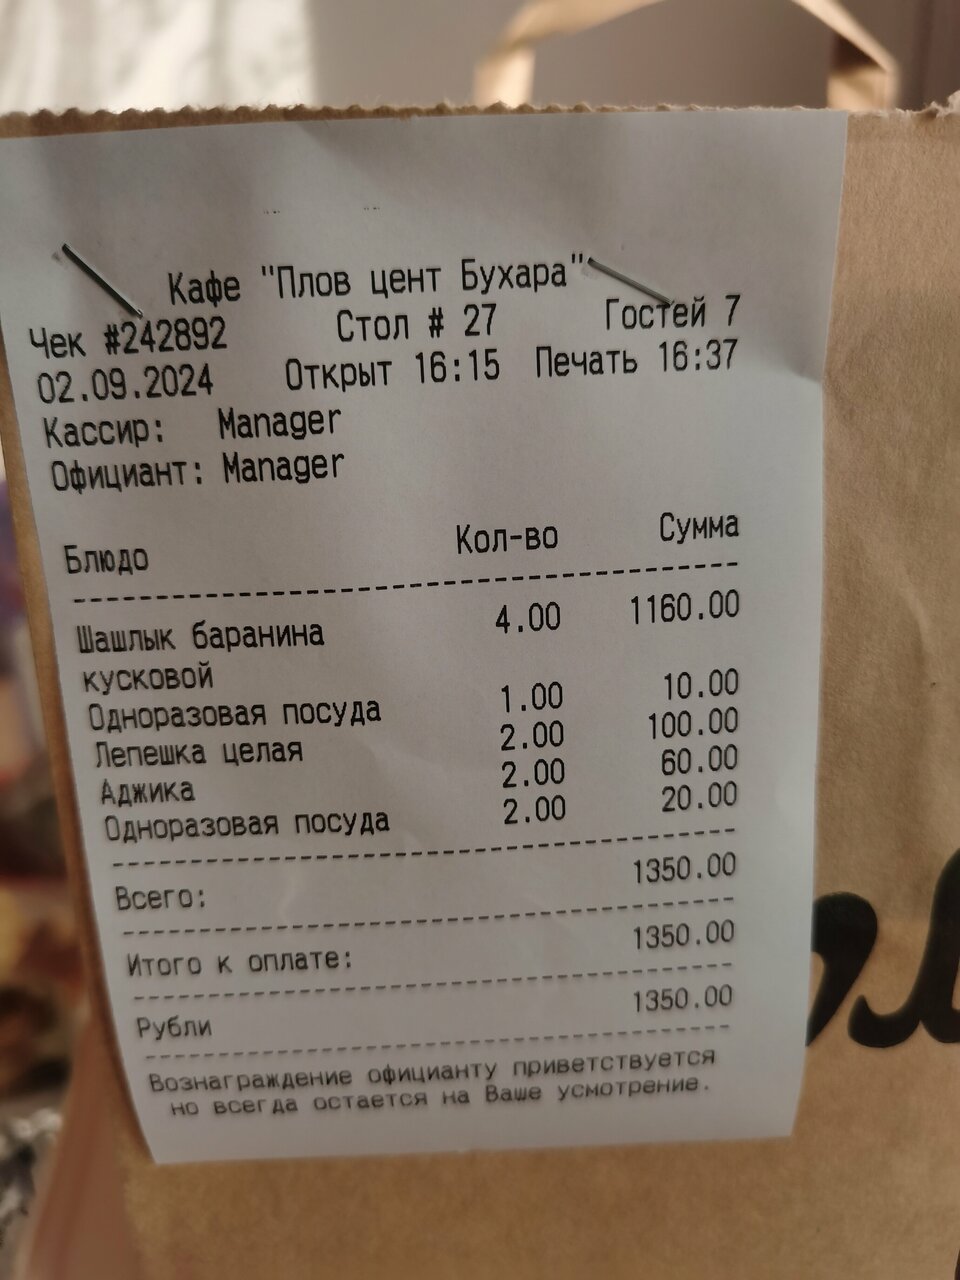 Кафе "Плов цент Бухара"
Чек #242892 Стол # 27 Гостей 7
02.09.2024 Открыт 16:15 Печать 16:37
Кассир: Manager
Официант: Manager
Блюдо Кол-во Сумма
Шашлык баранина 4.00 1160.00
кусковой
Одноразовая посуда 1.00 10.00
Лепешка целая 2.00 100.00
Аджика 2.00 60.00
Одноразовая посуда 2.00 20.00
Всего: 1350.00
Итого к оплате: 1350.00
Рубли 1350.00
Вознаграждение официанту приветствуется
но всегда остается на Ваше усмотрение.